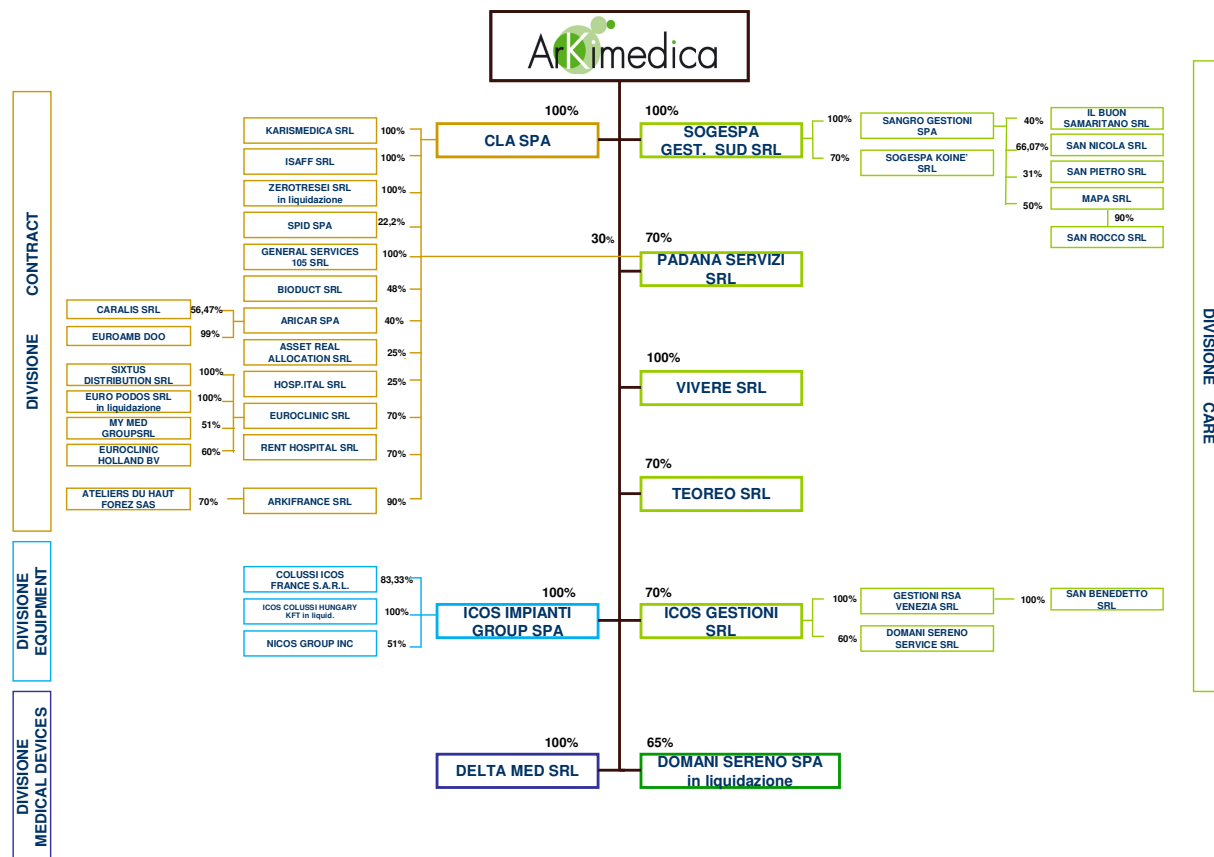 ArKimedica
DIVISIONE CONTRACT
DIVISIONE
EQUIPMENT
DIVISIONE
MEDICAL DEVICES
DIVISIONE CARE
100%
CLA SPA
KARISMEDICA SRL
100%
ISAFF SRL
100%
ZEROTRESEI SRL
in liquidazione
100%
SPID SPA
22,2%
GENERAL SERVICES
105 SRL
100%
BIODUCT SRL
48%
ARICAR SPA
40%
CARALIS SRL
56,47%
EUROAMB DOO
99%
ASSET REAL
ALLOCATION SRL
25%
HOSP.ITAL SRL
25%
EUROCLINIC SRL
70%
SIXTUS
DISTRIBUTION SRL
100%
EURO PODOS SRL
in liquidazione
100%
MY MED
GROUPSRL
51%
EUROCLINIC
HOLLAND BV
60%
RENT HOSPITAL SRL
70%
ARKIFRANCE SRL
90%
ATELIERS DU HAUT
FOREZ SAS
70%
100%
SOGESPA
GEST. SUD SRL
100%
SANGRO GESTIONI
SPA
70%
SOGESPA KOINE'
SRL
40%
IL BUON
SAMARITANO SRL
66,07%
SAN NICOLA SRL
31%
SAN PIETRO SRL
50%
MAPA SRL
90%
SAN ROCCO SRL
30%
70%
PADANA SERVIZI
SRL
100%
VIVERE SRL
70%
TEOREO SRL
100%
ICOS IMPIANTI
GROUP SPA
COLUSSI ICOS
FRANCE S.A.R.L.
83,33%
ICOS COLUSSI HUNGARY
KFT in liquid.
100%
NICOS GROUP INC
51%
70%
ICOS GESTIONI
SRL
100%
GESTIONI RSA
VENEZIA SRL
100%
SAN BENEDETTO
SRL
60%
DOMANI SERENO
SERVICE SRL
100%
DELTA MED SRL
65%
DOMANI SERENO SPA
in liquidazione